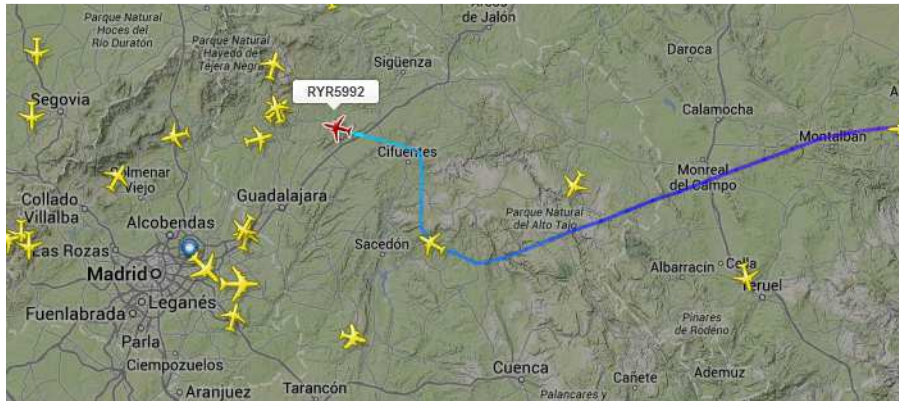 de Jalón
Parque Natural
Hoces del
Río Duratón
Parque Natural
Hayedo de
Tejera Negra
Sigüenza
Daroca
RYR5992
Segovia
Calamocha
Montalbán
Cifuentes
Colmenar
Viejo
Monreal
del Campo
Collado
Villalba
Guadalajara
Alcobendas
Parque Natural
del Alto Tajo
Las Rozas
Sacedón
Madrid
Albarracín
Cella
Leganés
Teruel
Fuenlabrada
Pinares
de Rodeno
Parla
Ciempozuelos
Cuenca
Cañete
Ademuz
Aranjuez
Tarancón
Palancares y